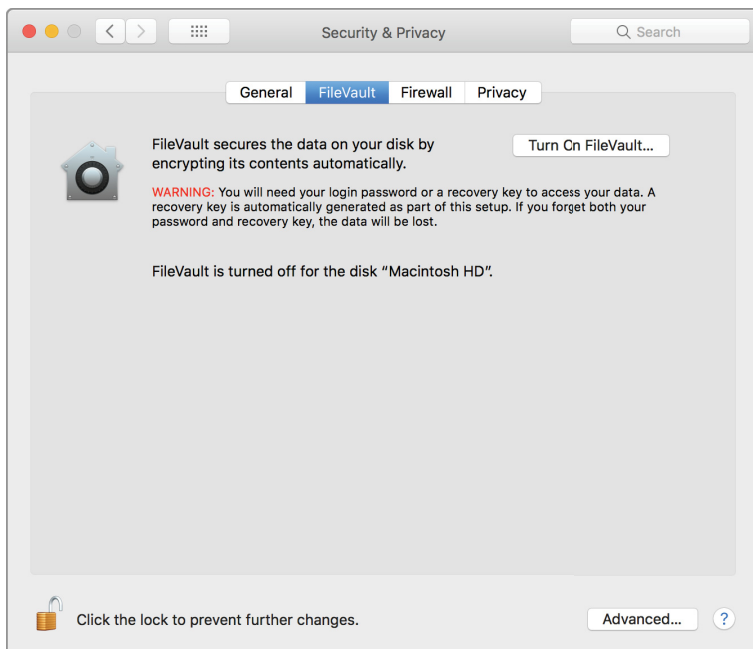 Security & Privacy
Search
General FileVault Firewall Privacy
FileVault secures the data on your disk by
encrypting its contents automatically.
Turn On FileVault...
WARNING: You will need your login password or a recovery key to access your data. A
recovery key is automatically generated as part of this setup. If you forget both your
password and recovery key, the data will be lost.
FileVault is turned off for the disk “Macintosh HD”.
Click the lock to prevent further changes.
Advanced...
?